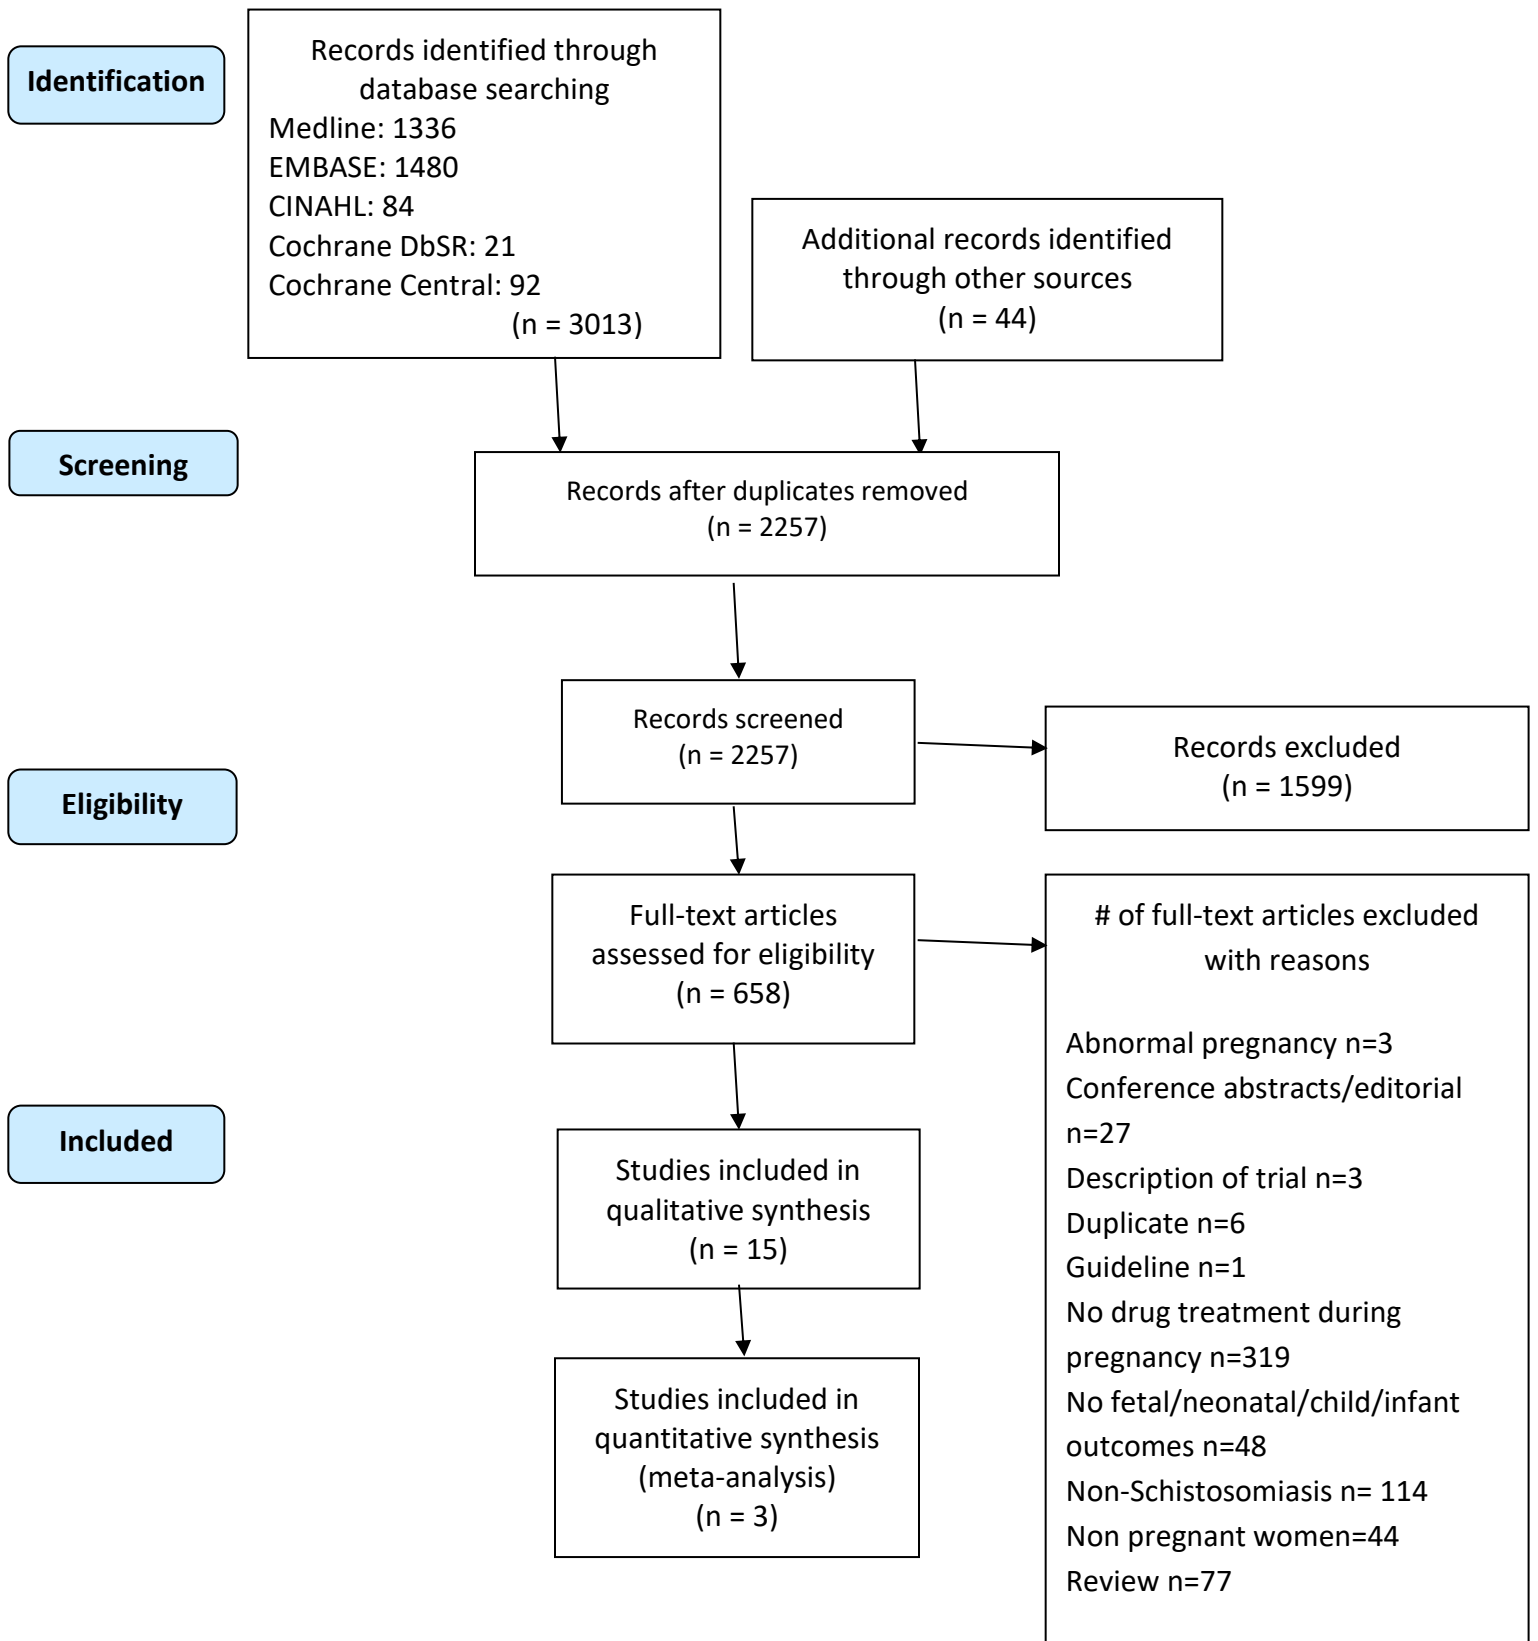 Identification
Records identified through
database searching
Medline: 1336
EMBASE: 1480
CINAHL: 84
Cochrane DbSR: 21
Cochrane Central: 92
(n = 3013)
Additional records identified
through other sources
(n = 44)
Screening
Records after duplicates removed
(n = 2257)
Records screened
(n = 2257)
Records excluded
(n = 1599)
Eligibility
Full-text articles
assessed for eligibility
(n = 658)
# of full-text articles excluded
with reasons
Abnormal pregnancy n=3
Conference abstracts/editorial
n=27
Description of trial n=3
Duplicate n=6
Guideline n=1
No drug treatment during
pregnancy n=319
No fetal/neonatal/child/infant
outcomes n=48
Non-Schistosomiasis n= 114
Non pregnant women=44
Review n=77
Included
Studies included in
qualitative synthesis
(n = 15)
Studies included in
quantitative synthesis
(meta-analysis)
(n = 3)